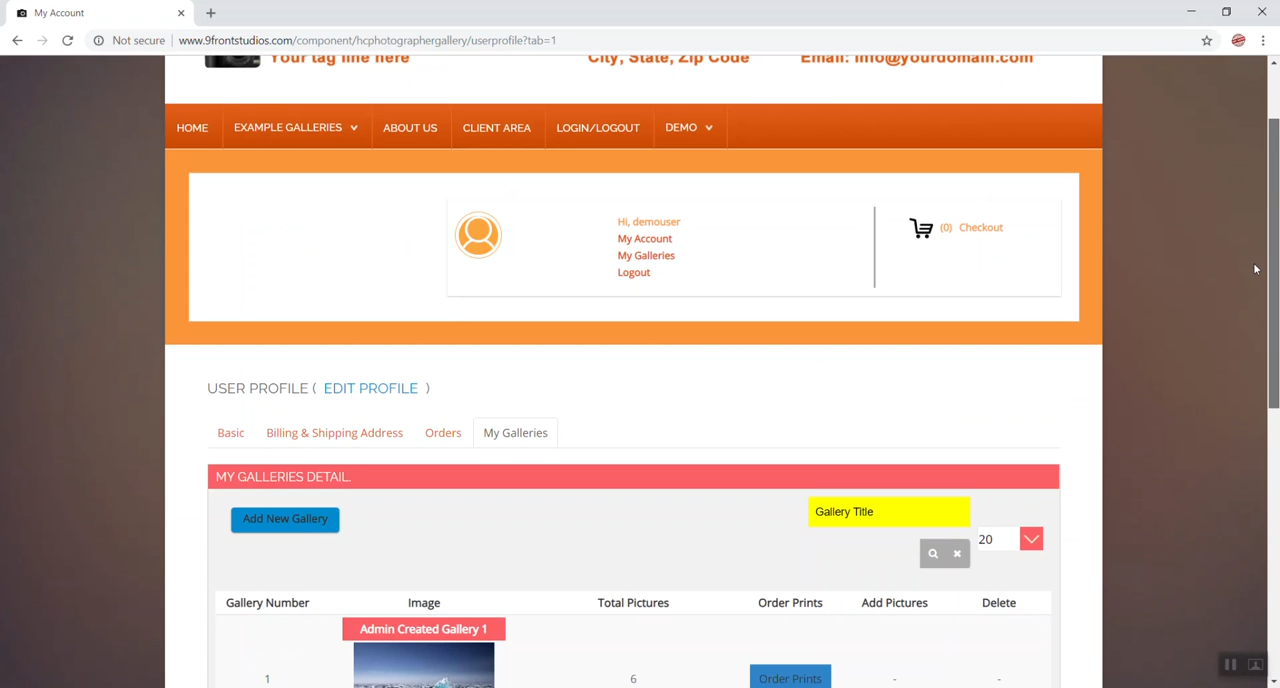 My Account
Not secure
www.9frontstudios.com/component/hcphotographergallery/userprofile?tab=1
Your tag line here
City, State, Zip Code
Email: info@yourdomain.com
HOME
EXAMPLE GALLERIES
ABOUT US
CLIENT AREA
LOGIN/LOGOUT
DEMO
Hi, demouser
My Account
My Galleries
Logout
(0) Checkout
USER PROFILE ( EDIT PROFILE )
Basic
Billing & Shipping Address
Orders
My Galleries
MY GALLERIES DETAIL.
Add New Gallery
Gallery Title
20
Gallery Number
Image
Total Pictures
Order Prints
Add Pictures
Delete
Admin Created Gallery 1
1
6
Order Prints
-
-